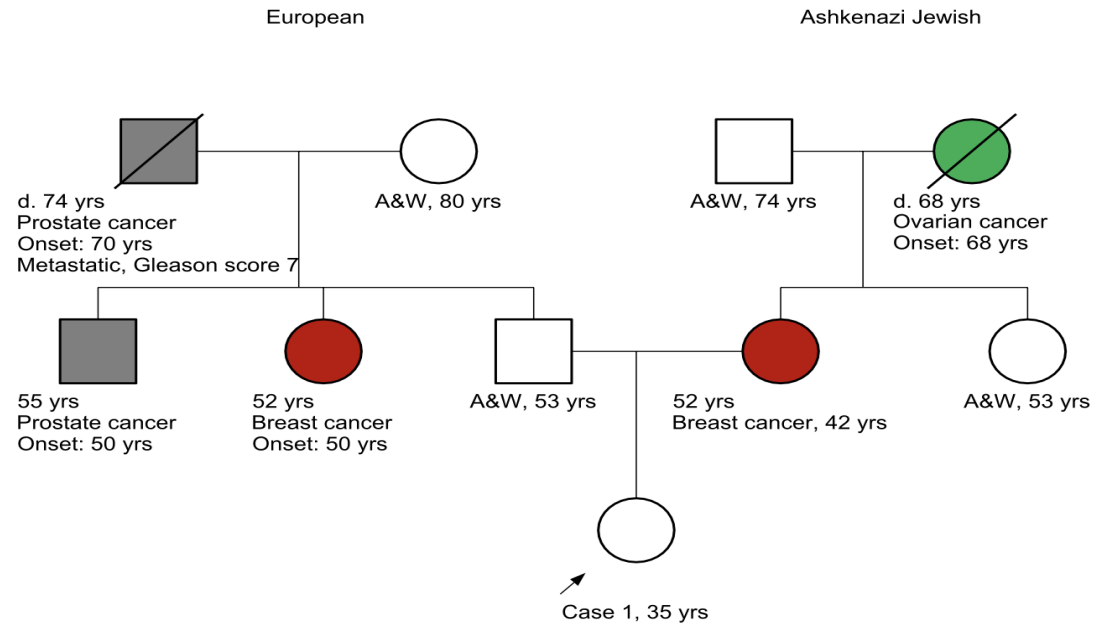 European
Ashkenazi Jewish
d. 74 yrs
Prostate cancer
Onset: 70 yrs
Metastatic, Gleason score 7
A&W, 80 yrs
A&W, 74 yrs
d. 68 yrs
Ovarian cancer
Onset: 68 yrs
55 yrs
Prostate cancer
Onset: 50 yrs
52 yrs
Breast cancer
Onset: 50 yrs
A&W, 53 yrs
52 yrs
Breast cancer, 42 yrs
A&W, 53 yrs
Case 1, 35 yrs